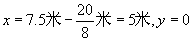 x = 7.5米 − 20/8 米 = 5米, y = 0